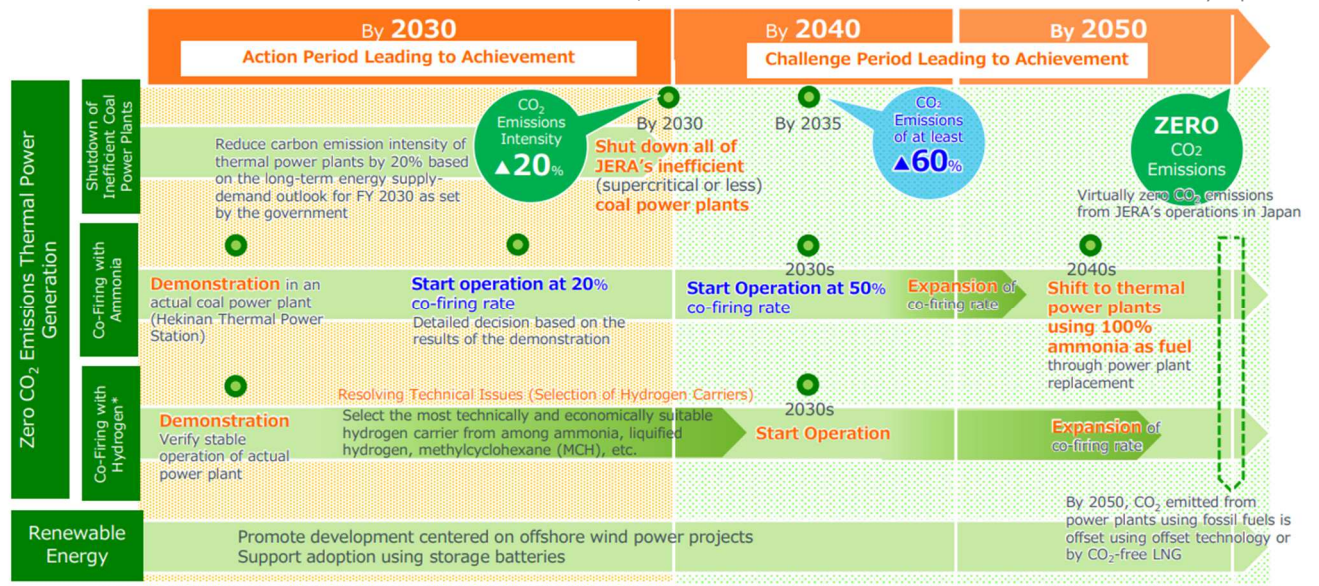 By 2030
Action Period Leading to Achievement
By 2040
By 2050
Challenge Period Leading to Achievement
Zero CO₂ Emissions Thermal Power
Generation
Shutdown of
Inefficient Coal
Power Plants
Reduce carbon emission intensity of
thermal power plants by 20% based
on the long-term energy supply-
demand outlook for FY 2030 as set
by the government
CO₂
Emissions
Intensity
▲20%
By 2030
Shut down all of
JERA's inefficient
(supercritical or less)
coal power plants
By 2035
CO₂
Emissions
of at least
▲60%
ZERO
CO₂
Emissions
Virtually zero CO₂ emissions
from JERA's operations in Japan
Co-Firing with
Ammonia
Demonstration in an
actual coal power plant
(Hekinan Thermal Power
Station)
Start operation at 20%
co-firing rate
Detailed decision based on the
results of the demonstration
2030s
Start Operation at 50%
co-firing rate
Expansion of
co-firing rate
2040s
Shift to thermal
power plants
using 100%
ammonia as fuel
through power plant
replacement
Co-Firing with
Hydrogen*
Demonstration
Verify stable
operation of actual
power plant
Resolving Technical Issues (Selection of Hydrogen Carriers)
Select the most technically and economically suitable
hydrogen carrier from among ammonia, liquified
hydrogen, methylcyclohexane (MCH), etc.
2030s
Start Operation
Expansion of
co-firing rate
By 2050, CO₂ emitted from
power plants using fossil fuels is
offset using offset technology or
by CO₂-free LNG
Renewable
Energy
Promote development centered on offshore wind power projects
Support adoption using storage batteries